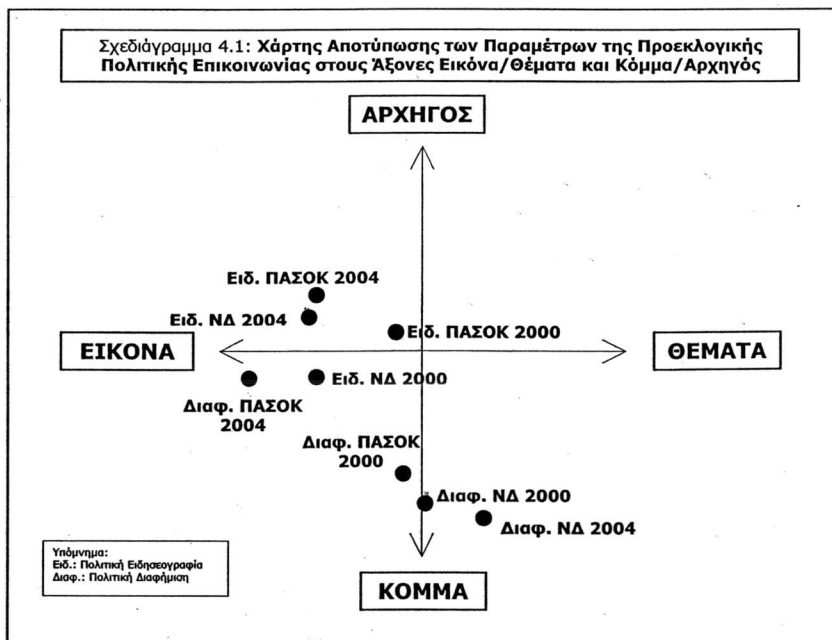 Σχεδιάγραμμα 4.1: Χάρτης Αποτύπωσης των Παραμέτρων της Προεκλογικής
Πολιτικής Επικοινωνίας στους Άξονες Εικόνα/Θέματα και Κόμμα/Αρχηγός
ΑΡΧΗΓΟΣ
Ειδ. ΠΑΣΟΚ 2004
Ειδ. ΝΔ 2004
Ειδ. ΠΑΣΟΚ 2000
ΕΙΚΟΝΑ
ΘΕΜΑΤΑ
Ειδ. ΝΔ 2000
Διαφ. ΠΑΣΟΚ
2004
Διαφ. ΠΑΣΟΚ
2000
Διαφ. ΝΔ 2000
Διαφ. ΝΔ 2004
Υπόμνημα:
Ειδ.: Πολιτική Ειδησεογραφία
Διαφ.: Πολιτική Διαφήμιση
ΚΟΜΜΑ